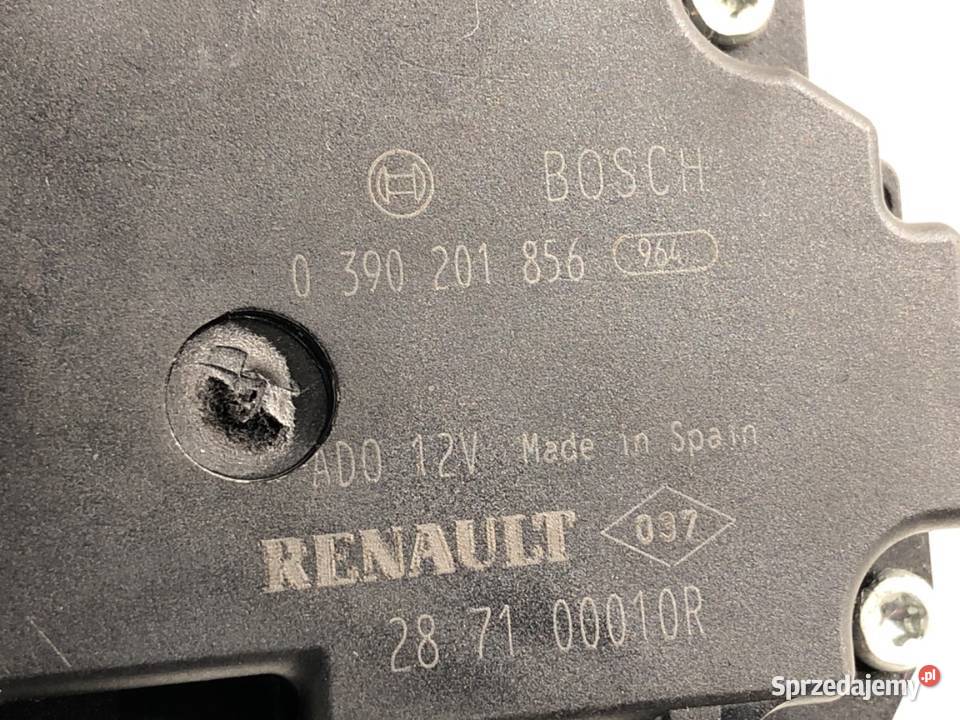 BOSCH
0 390 201 856 964
ADO 12V Made in Spain
RENAULT 097
28 71 00010R
Sprzedajemy.pl